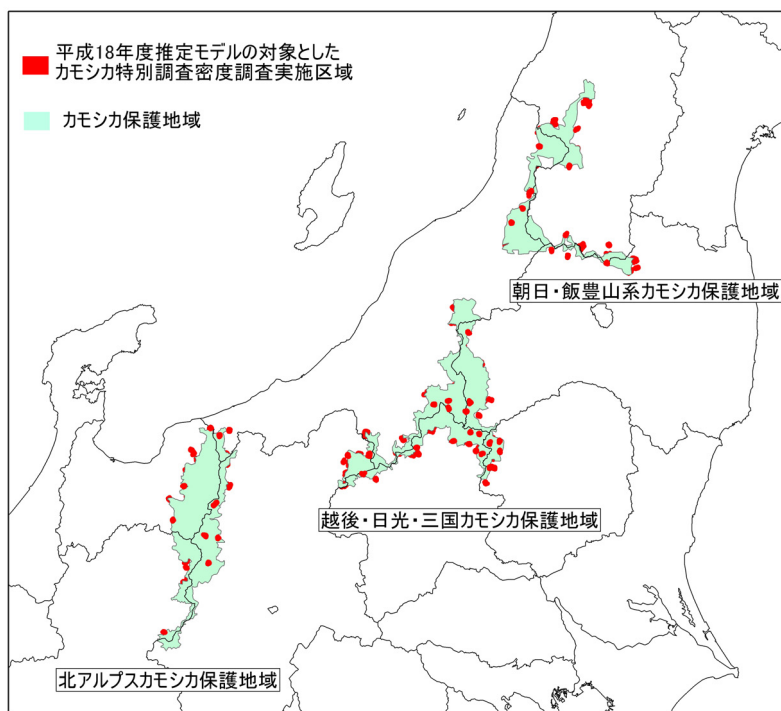 平成18年度推定モデルの対象とした
カモシカ特別調査密度調査実施区域
カモシカ保護地域
朝日・飯豊山系カモシカ保護地域
越後・日光・三国カモシカ保護地域
北アルプスカモシカ保護地域